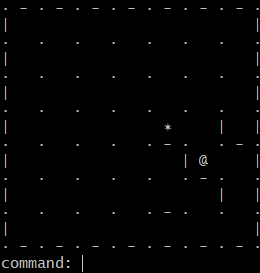 . - . - . - . - . - . - . - .
|                           |
.   .   .   .   .   .   .   .
|                           |
.   .   .   .   .   .   .   .
|                           |
.   .   .   .   .   .   .   .
|                 *     |   |
.   .   .   .   . - .   . - .
|                   | @     |
.   .   .   .   .   . - .   .
|                       |   |
.   .   .   .   . - .   .   .
|                           |
. - . - . - . - . - . - . - .
command: